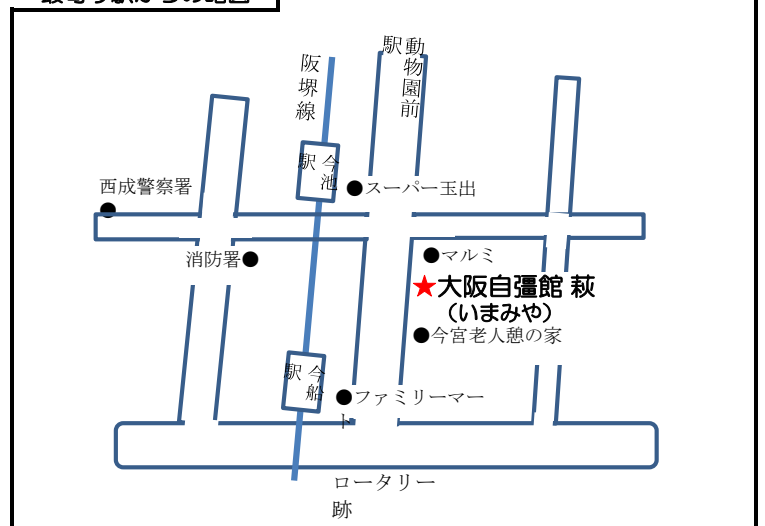 動物園前
駅
阪堺線
今池
駅
スーパー玉出
西成警察署
マルミ
消防署
大阪自彊館 萩
（いまみや）
今宮老人憩の家
今船
駅
ファミリーマー
ト
ロータリー
跡